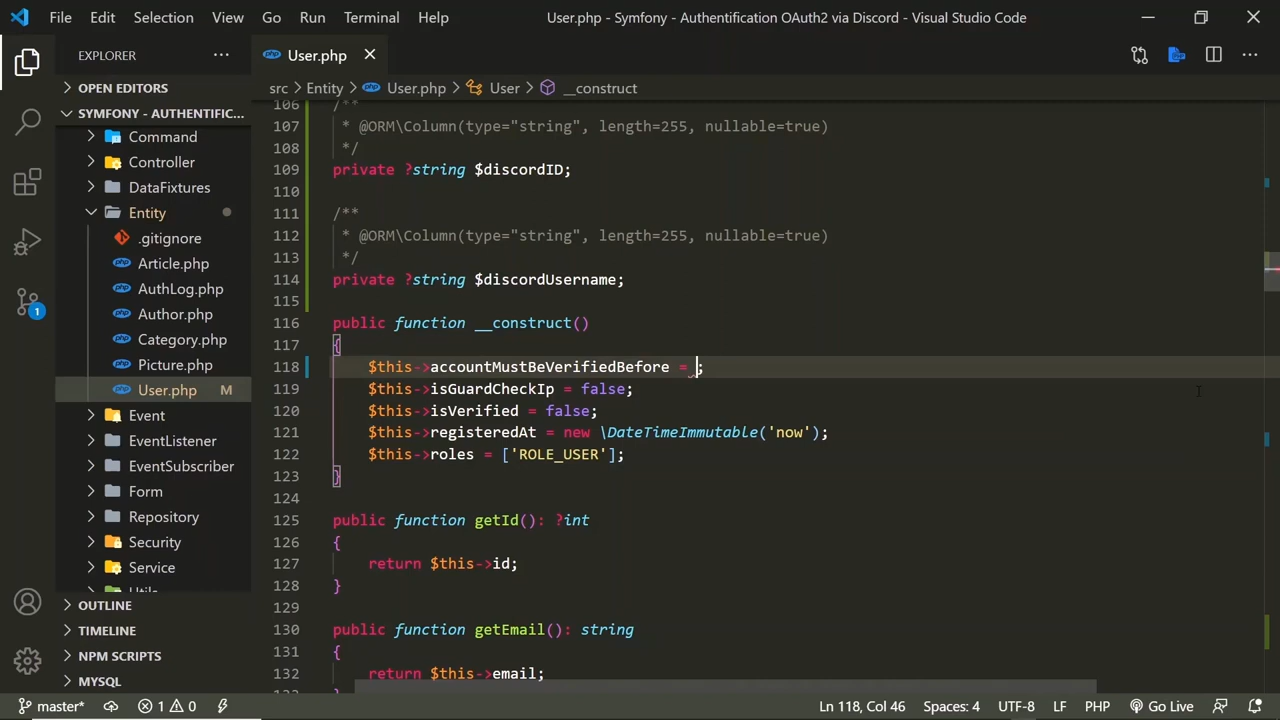 File Edit Selection View Go Run Terminal Help
User.php - Symfony - Authentification OAuth2 via Discord - Visual Studio Code
EXPLORER
OPEN EDITORS
SYMFONY - AUTHENTIFIC...
Command
Controller
DataFixtures
Entity
.gitignore
Article.php
AuthLog.php
Author.php
Category.php
Picture.php
User.php M
Event
EventListener
EventSubscriber
Form
Repository
Security
Service
Utils
OUTLINE
TIMELINE
NPM SCRIPTS
MYSQL
1
php User.php
src > Entity > php User.php > User > __construct
106 /**
107 * @ORM\Column(type="string", length=255, nullable=true)
108 */
109 private ?string $discordID;
110
111 /**
112 * @ORM\Column(type="string", length=255, nullable=true)
113 */
114 private ?string $discordUsername;
115
116 public function __construct()
117 {
118 $this->accountMustBeVerifiedBefore = ;
119 $this->isGuardCheckIp = false;
120 $this->isVerified = false;
121 $this->registeredAt = new \DateTimeImmutable('now');
122 $this->roles = ['ROLE_USER'];
123 }
124
125 public function getId(): ?int
126 {
127 return $this->id;
128 }
129
130 public function getEmail(): string
131 {
132 return $this->email;
133 }
master* 1 0 Ln 118, Col 46 Spaces: 4 UTF-8 LF PHP Go Live